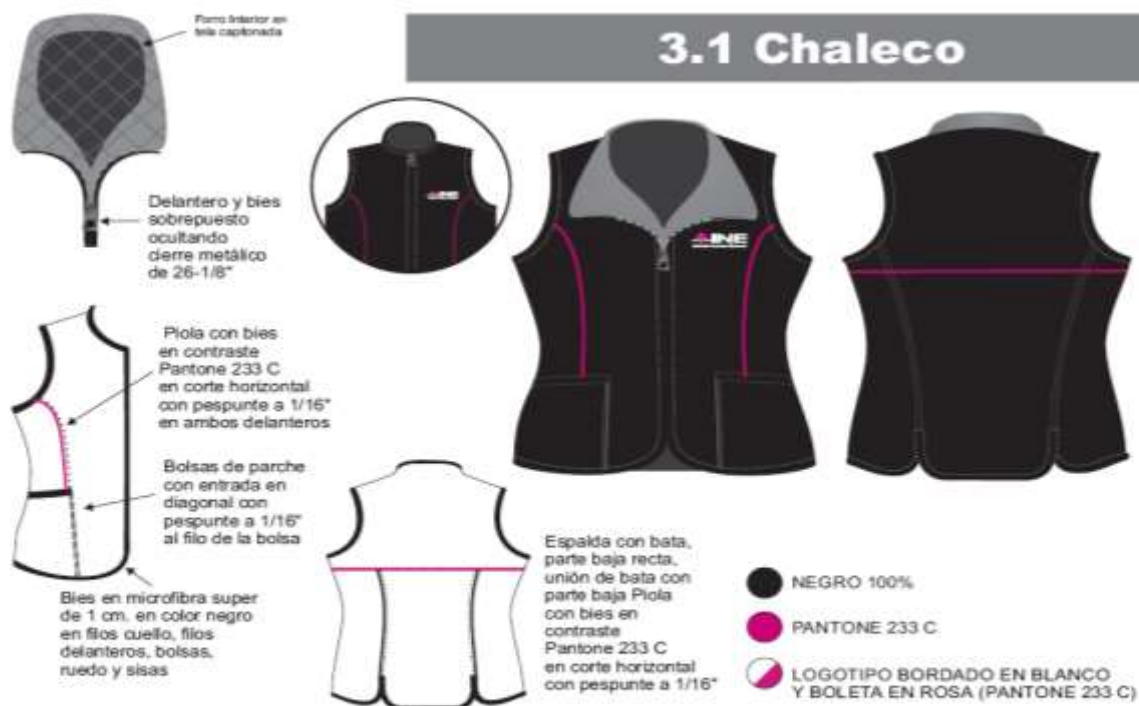 3.1 Chaleco
Forro Interior en
tela capitonada
Delantero y bies
sobrepuesto
ocultando
cierre metálico
de 26-1/8"
INE
INE
Piola con bies
en contraste
Pantone 233 C
en corte horizontal
con pespunte a 1/16"
en ambos delanteros
Bolsas de parche
con entrada en
diagonal con
pespunte a 1/16"
al filo de la bolsa
Bies en microfibra super
de 1 cm. en color negro
en filos cuello, filos
delanteros, bolsas,
ruedo y sisas
Espalda con bata,
parte baja recta,
unión de bata con
parte baja Piola
con bies en
contraste
Pantone 233 C
en corte horizontal
con pespunte a 1/16"
NEGRO 100%
PANTONE 233 C
LOGOTIPO BORDADO EN BLANCO
Y BOLETA EN ROSA (PANTONE 233 C)